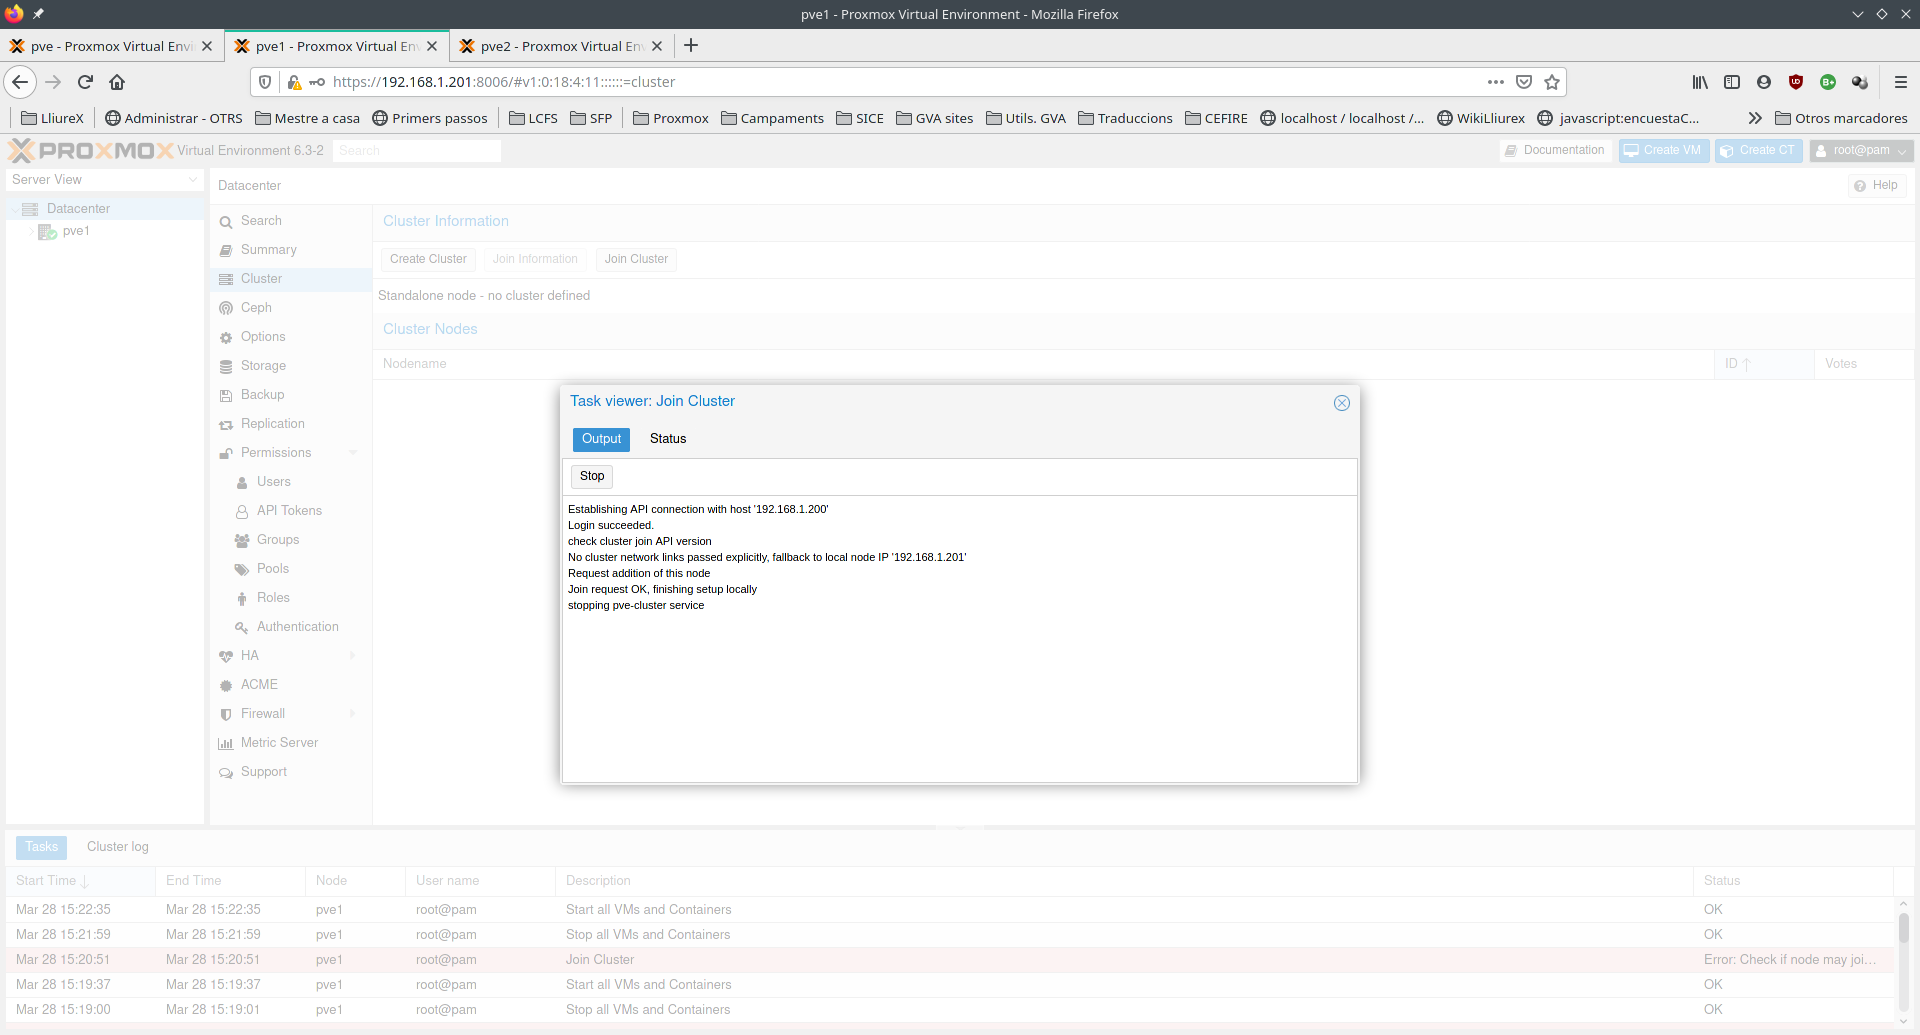 pve1 - Proxmox Virtual Environment - Mozilla Firefox
pve - Proxmox Virtual Envi
pve1 - Proxmox Virtual En
pve2 - Proxmox Virtual En
https://192.168.1.201:8006/#v1:0:18:4:11::::::=cluster
LliureX Administrar - OTRS Mestre a casa Primers passos LCFS SFP Proxmox Campaments SICE GVA sites Utils. GVA Traduccions CEFIRE localhost / localhost /... WikiLliurex javascript:encuestaC... Otros marcadores
PROXMOX Virtual Environment 6.3-2 Search Documentation Create VM Create CT root@pam
Server View
Datacenter
pve1
Datacenter Help
Search
Summary
Cluster
Ceph
Options
Storage
Backup
Replication
Permissions
Users
API Tokens
Groups
Pools
Roles
Authentication
HA
ACME
Firewall
Metric Server
Support
Cluster Information
Create Cluster Join Information Join Cluster
Standalone node - no cluster defined
Cluster Nodes
Nodename ID Votes
Task viewer: Join Cluster
Output Status
Stop
Establishing API connection with host '192.168.1.200'
Login succeeded.
check cluster join API version
No cluster network links passed explicitly, fallback to local node IP '192.168.1.201'
Request addition of this node
Join request OK, finishing setup locally
stopping pve-cluster service
Tasks Cluster log
Start Time End Time Node User name Description Status
Mar 28 15:22:35 Mar 28 15:22:35 pve1 root@pam Start all VMs and Containers OK
Mar 28 15:21:59 Mar 28 15:21:59 pve1 root@pam Stop all VMs and Containers OK
Mar 28 15:20:51 Mar 28 15:20:51 pve1 root@pam Join Cluster Error: Check if node may joi...
Mar 28 15:19:37 Mar 28 15:19:37 pve1 root@pam Start all VMs and Containers OK
Mar 28 15:19:00 Mar 28 15:19:01 pve1 root@pam Stop all VMs and Containers OK